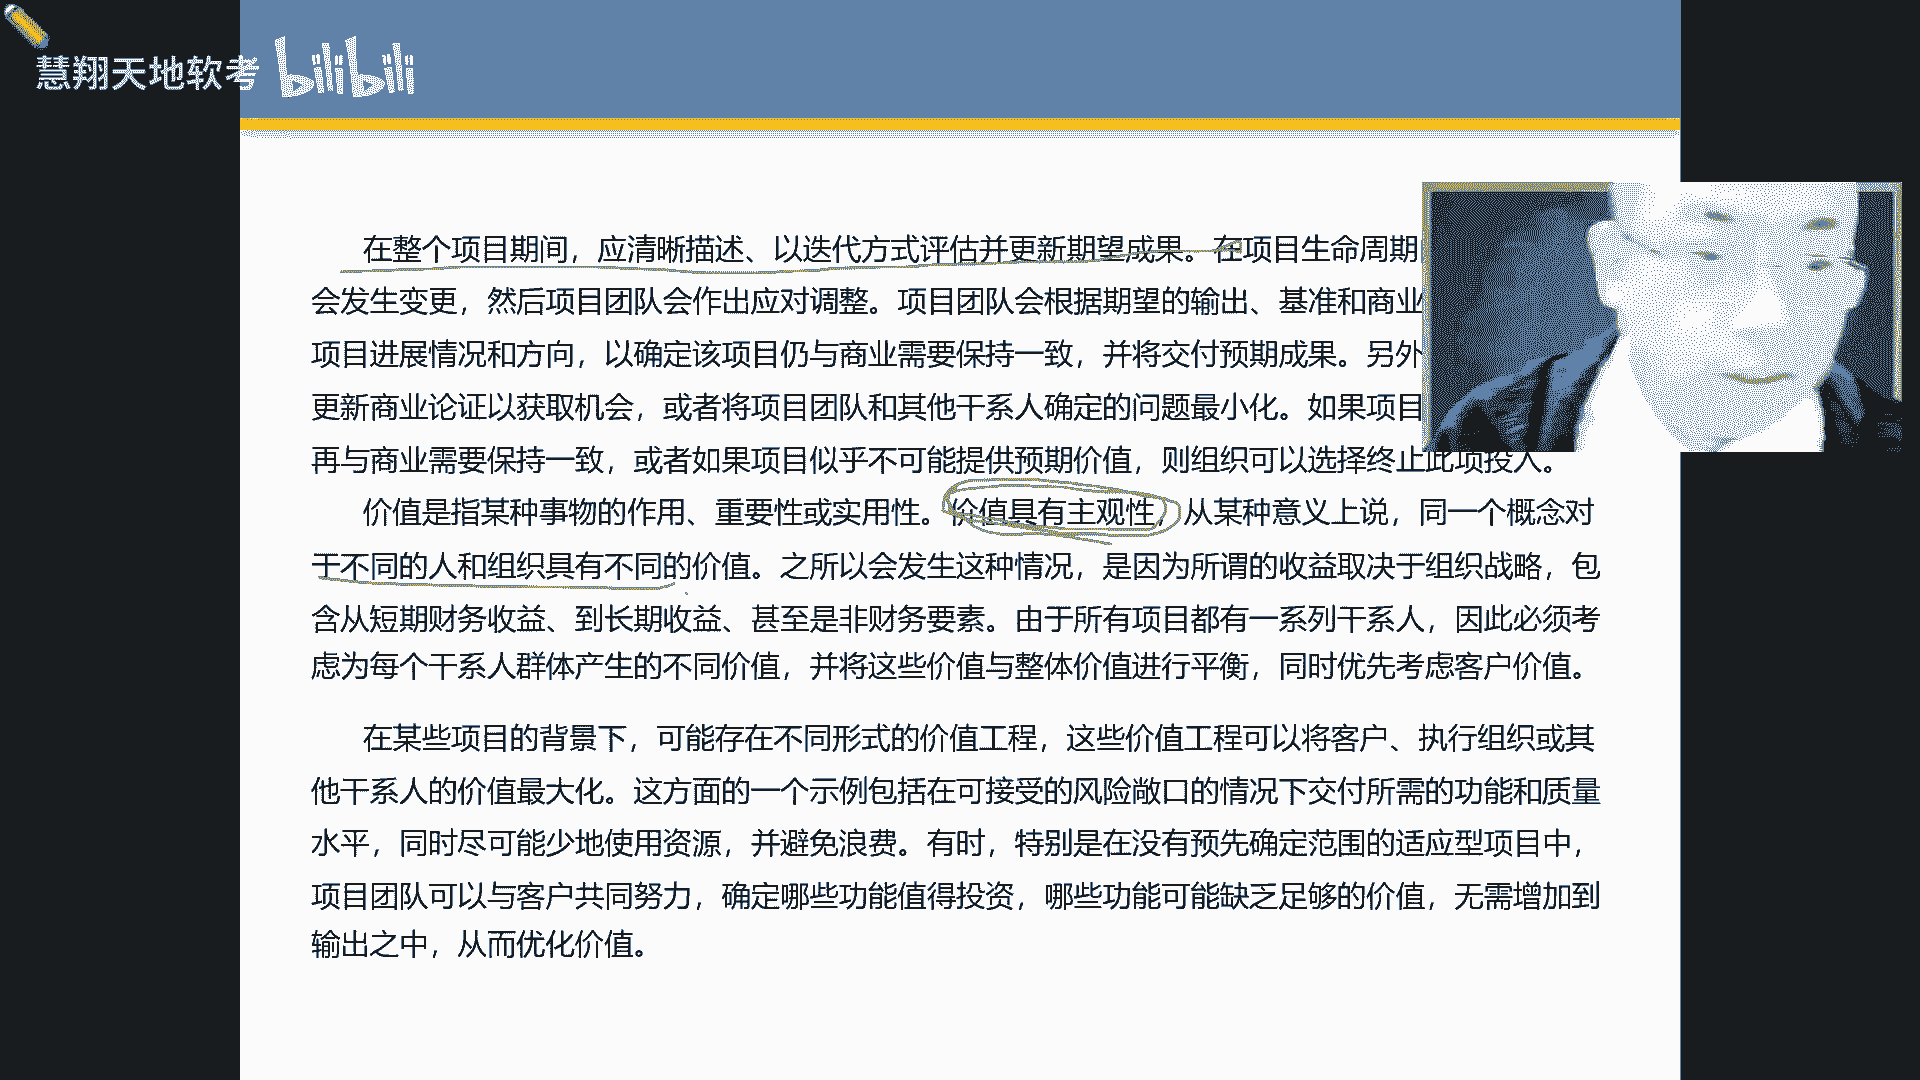 慧翔天地软考 bilibili
在整个项目期间，应清晰描述、以迭代方式评估并更新期望成果。在项目生命周期
会发生变更，然后项目团队会作出应对调整。项目团队会根据期望的输出、基准和商业
项目进展情况和方向，以确定该项目仍与商业需要保持一致，并将交付预期成果。另外
更新商业论证以获取机会，或者将项目团队和其他干系人确定的问题最小化。如果项目
再与商业需要保持一致，或者如果项目似乎不可能提供预期价值，则组织可以选择终止此项投入。
价值是指某种事物的作用、重要性或实用性。价值具有主观性，从某种意义上说，同一个概念对
于不同的人和组织具有不同的价值。之所以会发生这种情况，是因为所谓的收益取决于组织战略，包
含从短期财务收益、到长期收益、甚至是非财务要素。由于所有项目都有一系列干系人，因此必须考
虑为每个干系人群体产生的不同价值，并将这些价值与整体价值进行平衡，同时优先考虑客户价值。
在某些项目的背景下，可能存在不同形式的价值工程，这些价值工程可以将客户、执行组织或其
他干系人的价值最大化。这方面的一个示例包括在可接受的风险敞口的情况下交付所需的功能和质量
水平，同时尽可能少地使用资源，并避免浪费。有时，特别是在没有预先确定范围的适应型项目中，
项目团队可以与客户共同努力，确定哪些功能值得投资，哪些功能可能缺乏足够的价值，无需增加到
输出之中，从而优化价值。